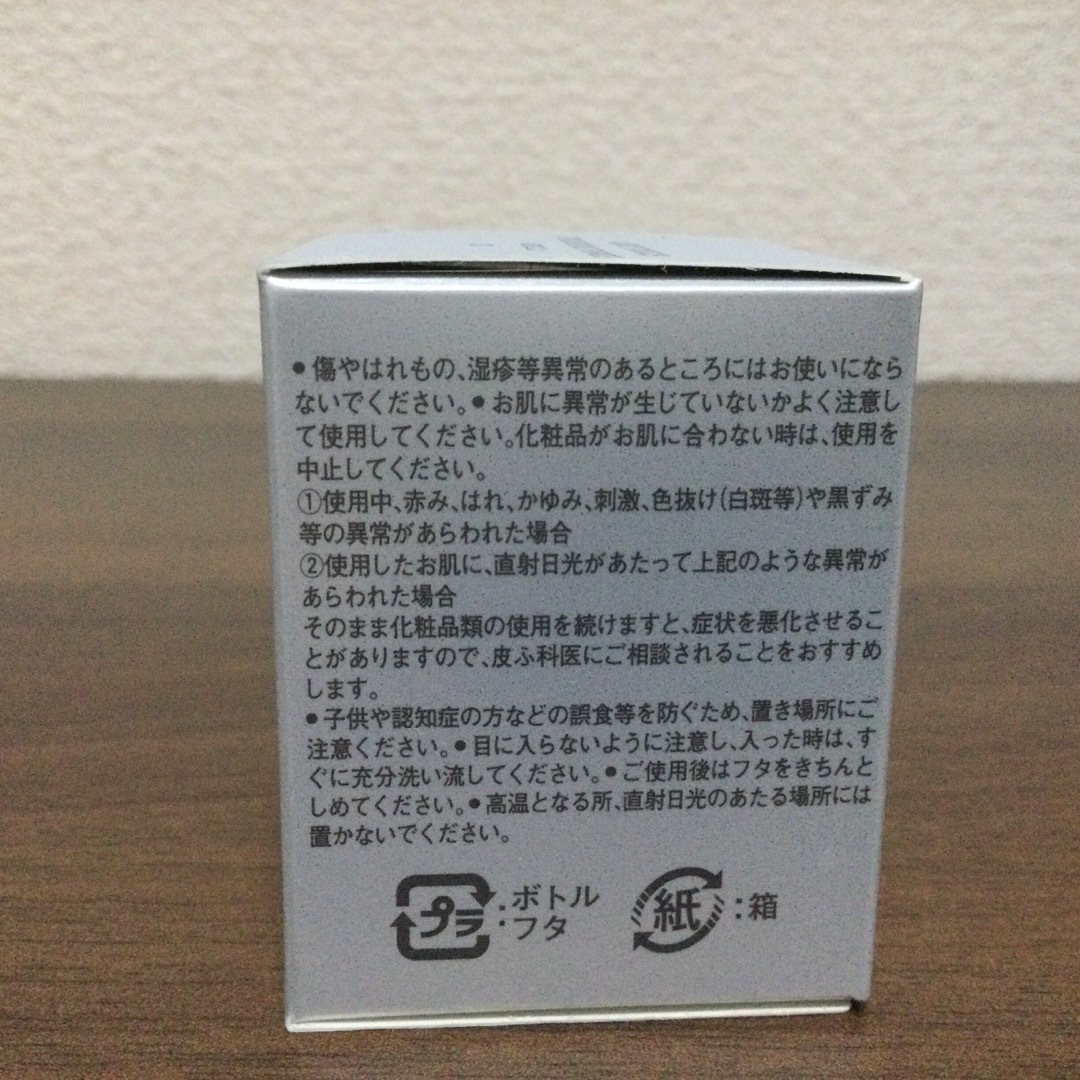 ●傷やはれもの、湿疹等異常のあるところにはお使いになら
ないでください。●お肌に異常が生じていないかよく注意し
て使用してください。化粧品がお肌に合わない時は、使用を
中止してください。
①使用中、赤み、はれ、かゆみ、刺激、色抜け(白斑等)や黒ずみ
等の異常があらわれた場合
②使用したお肌に、直射日光があたって上記のような異常が
あらわれた場合
そのまま化粧品類の使用を続けますと、症状を悪化させるこ
とがありますので、皮ふ科医にご相談されることをおすすめ
します。
●子供や認知症の方などの誤食等を防ぐため、置き場所にご
注意ください。●目に入らないように注意し、入った時は、す
ぐに充分洗い流してください。●ご使用後はフタをきちんと
しめてください。●高温となる所、直射日光のあたる場所には
置かないでください。
プラ:ボトル
フタ
紙:箱